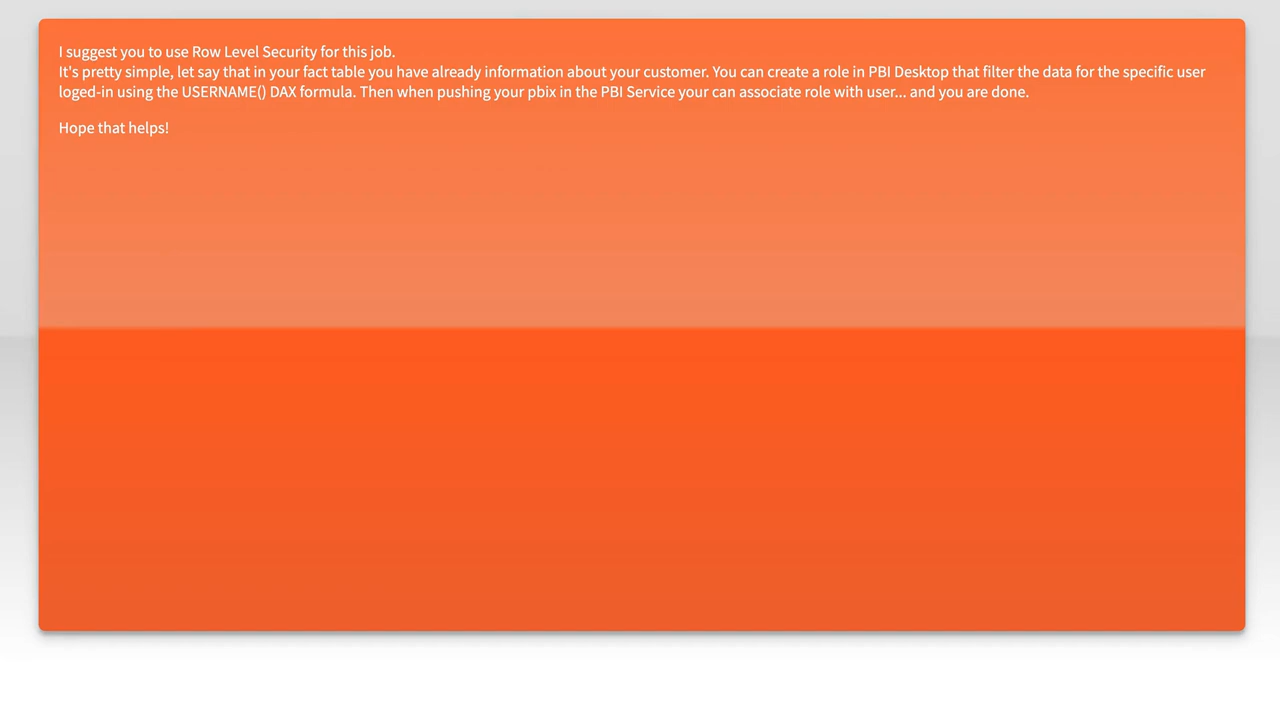 I suggest you to use Row Level Security for this job.
It's pretty simple, let say that in your fact table you have already information about your customer. You can create a role in PBI Desktop that filter the data for the specific user
loged-in using the USERNAME() DAX formula. Then when pushing your pbix in the PBI Service your can associate role with user... and you are done.
Hope that helps!